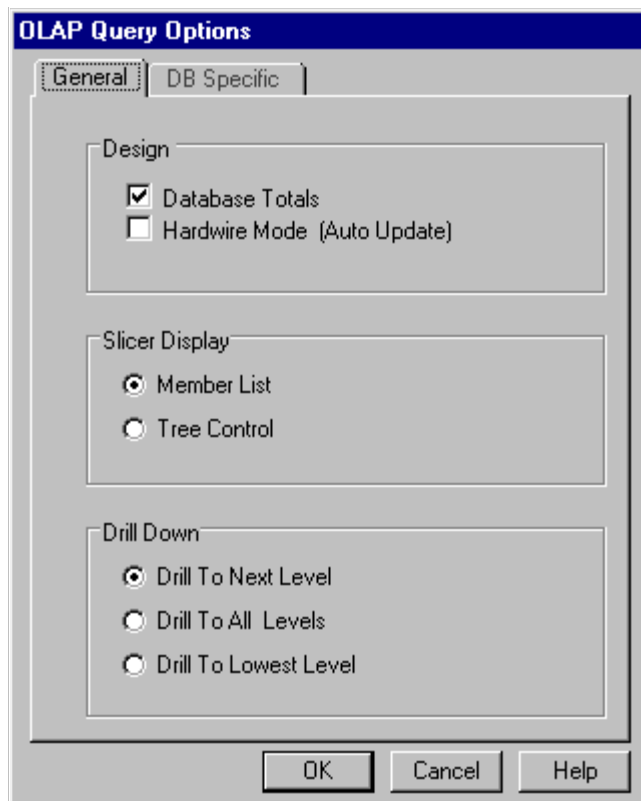 OLAP Query Options
General DB Specific
Design
Database Totals
Hardwire Mode (Auto Update)
Slicer Display
Member List
Tree Control
Drill Down
Drill To Next Level
Drill To All Levels
Drill To Lowest Level
OK Cancel Help